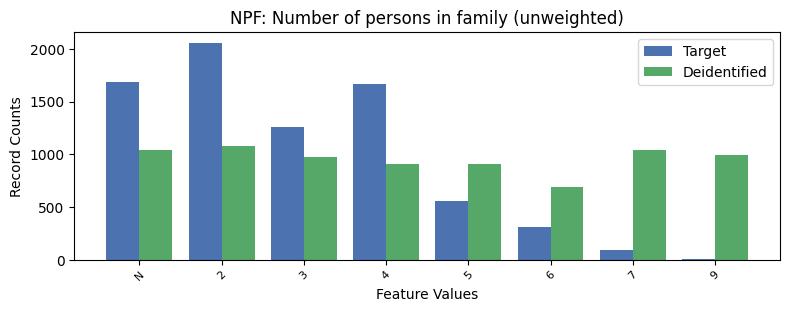 NPF: Number of persons in family (unweighted)
Target
Deidentified
Record Counts
2000
1500
1000
500
0
N 2 3 4 5 6 7 9
Feature Values